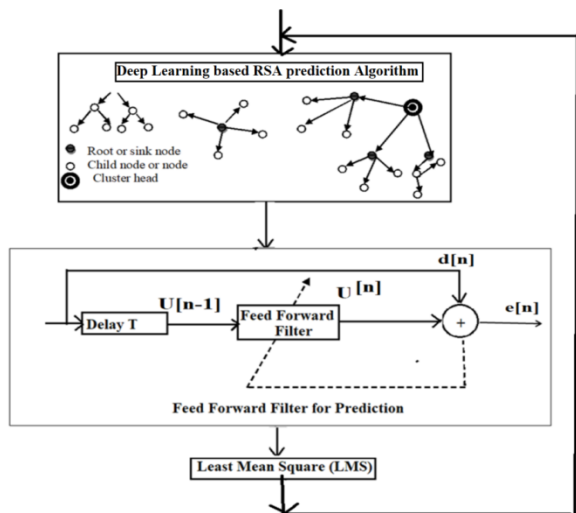 Deep Learning based RSA prediction Algorithm
Root or sink node
Child node or node
Cluster head
d[n]
U[n-1]
U[n]
Delay T
Feed Forward
Filter
+
e[n]
Feed Forward Filter for Prediction
Least Mean Square (LMS)